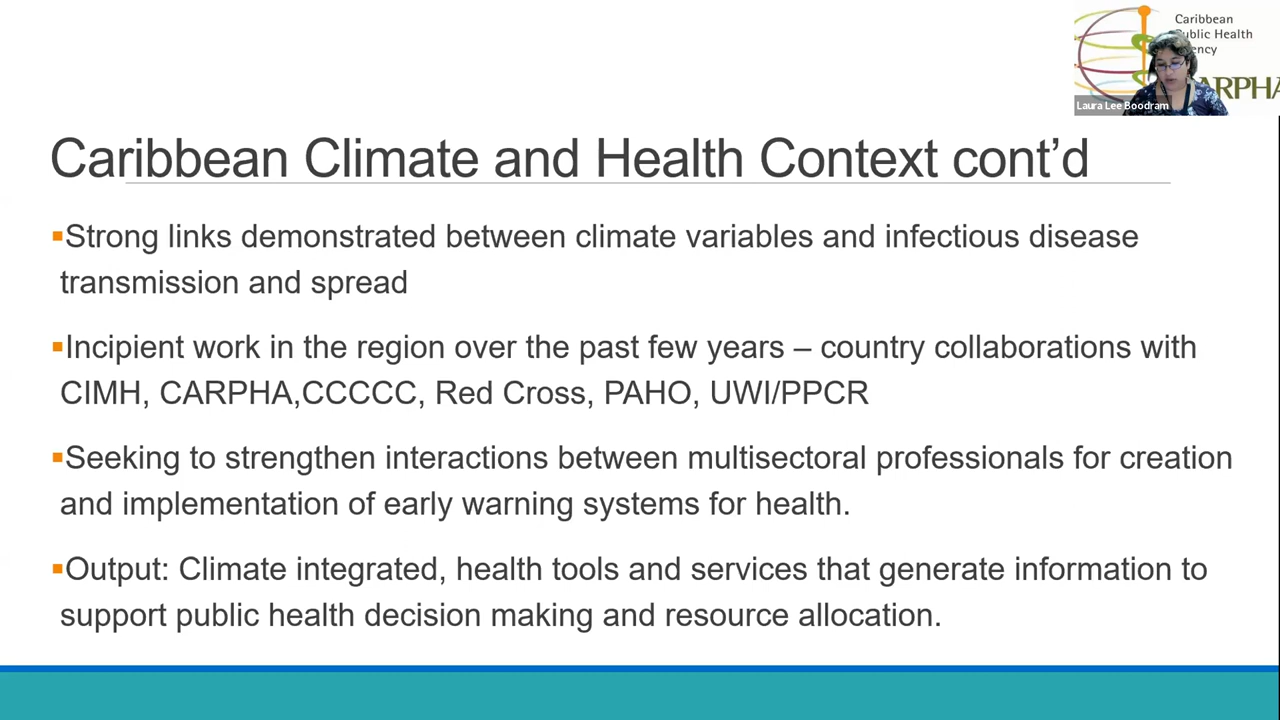 Caribbean
Public Health
Agency
CARPHA
Laura Lee Boodram
Caribbean Climate and Health Context cont’d
▪Strong links demonstrated between climate variables and infectious disease
transmission and spread
▪Incipient work in the region over the past few years – country collaborations with
CIMH, CARPHA,CCCCC, Red Cross, PAHO, UWI/PPCR
▪Seeking to strengthen interactions between multisectoral professionals for creation
and implementation of early warning systems for health.
▪Output: Climate integrated, health tools and services that generate information to
support public health decision making and resource allocation.